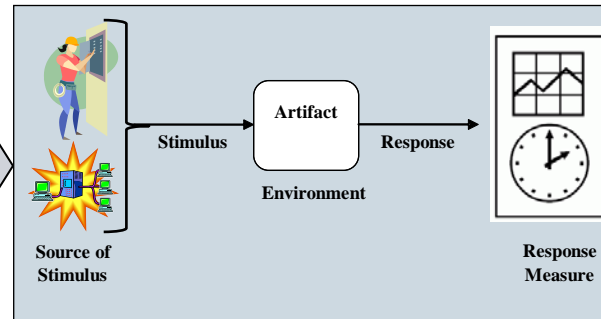 Artifact
Stimulus
Response
Environment
Source of
Stimulus
Response
Measure